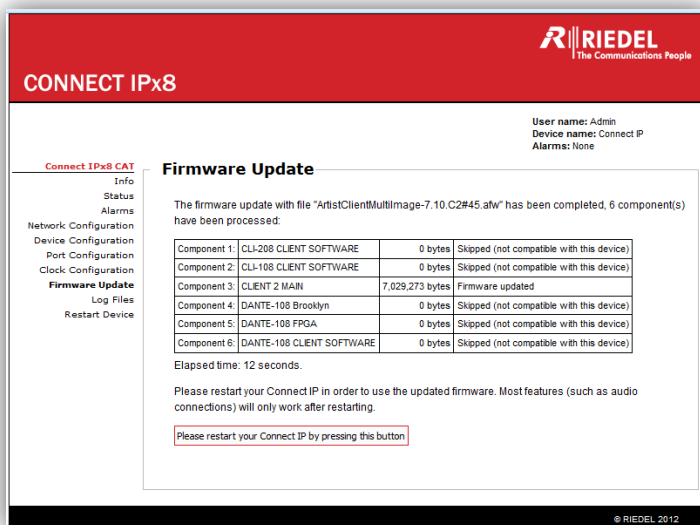 RIEDEL
The Communications People
CONNECT IPx8
User name: Admin
Device name: Connect IP
Alarms: None
Connect IPx8 CAT
Info
Status
Alarms
Network Configuration
Device Configuration
Port Configuration
Clock Configuration
Firmware Update
Log Files
Restart Device
Firmware Update
The firmware update with file "ArtistClientMultiImage-7.10.C2#45.afw" has been completed, 6 component(s)
have been processed:
Component 1: CLI-208 CLIENT SOFTWARE 0 bytes Skipped (not compatible with this device)
Component 2: CLI-108 CLIENT SOFTWARE 0 bytes Skipped (not compatible with this device)
Component 3: CLIENT 2 MAIN 7,029,273 bytes Firmware updated
Component 4: DANTE-108 Brooklyn 0 bytes Skipped (not compatible with this device)
Component 5: DANTE-108 FPGA 0 bytes Skipped (not compatible with this device)
Component 6: DANTE-108 CLIENT SOFTWARE 0 bytes Skipped (not compatible with this device)
Elapsed time: 12 seconds.
Please restart your Connect IP in order to use the updated firmware. Most features (such as audio
connections) will only work after restarting.
Please restart your Connect IP by pressing this button
© RIEDEL 2012